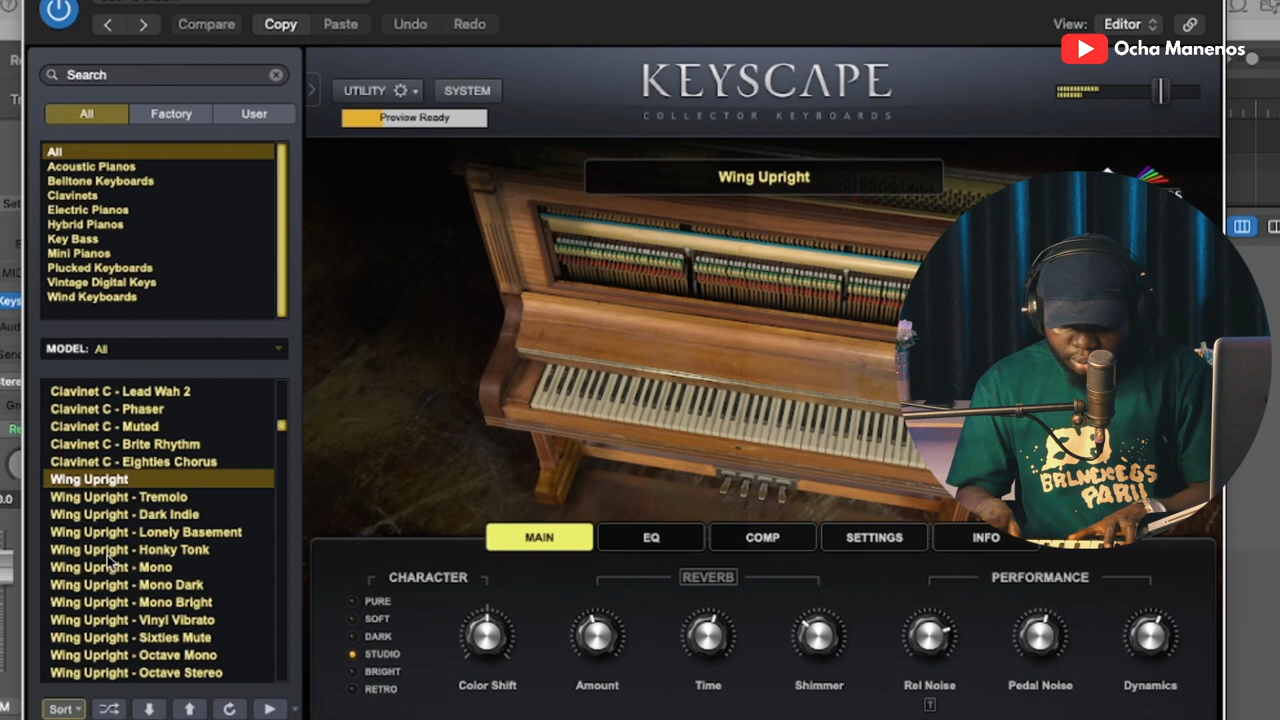 Compare
Copy
Paste
Undo
Redo
View:
Editor
Ocha Manenos
Search
All
Factory
User
UTILITY
SYSTEM
Preview Ready
KEYSCAPE
COLLECTOR KEYBOARDS
All
Acoustic Pianos
Belltone Keyboards
Clavinets
Electric Pianos
Hybrid Pianos
Key Bass
Mini Pianos
Plucked Keyboards
Vintage Digital Keys
Wind Keyboards
MODEL: All
Clavinet C - Lead Wah 2
Clavinet C - Phaser
Clavinet C - Muted
Clavinet C - Brite Rhythm
Clavinet C - Eighties Chorus
Wing Upright
Wing Upright - Tremolo
Wing Upright - Dark Indie
Wing Upright - Lonely Basement
Wing Upright - Honky Tonk
Wing Upright - Mono
Wing Upright - Mono Dark
Wing Upright - Mono Bright
Wing Upright - Vinyl Vibrato
Wing Upright - Sixties Mute
Wing Upright - Octave Mono
Wing Upright - Octave Stereo
Sort
Wing Upright
MAIN
EQ
COMP
SETTINGS
INFO
CHARACTER
REVERB
PERFORMANCE
PURE
SOFT
DARK
STUDIO
BRIGHT
RETRO
Color Shift
Amount
Time
Shimmer
Rel Noise
Pedal Noise
Dynamics
T